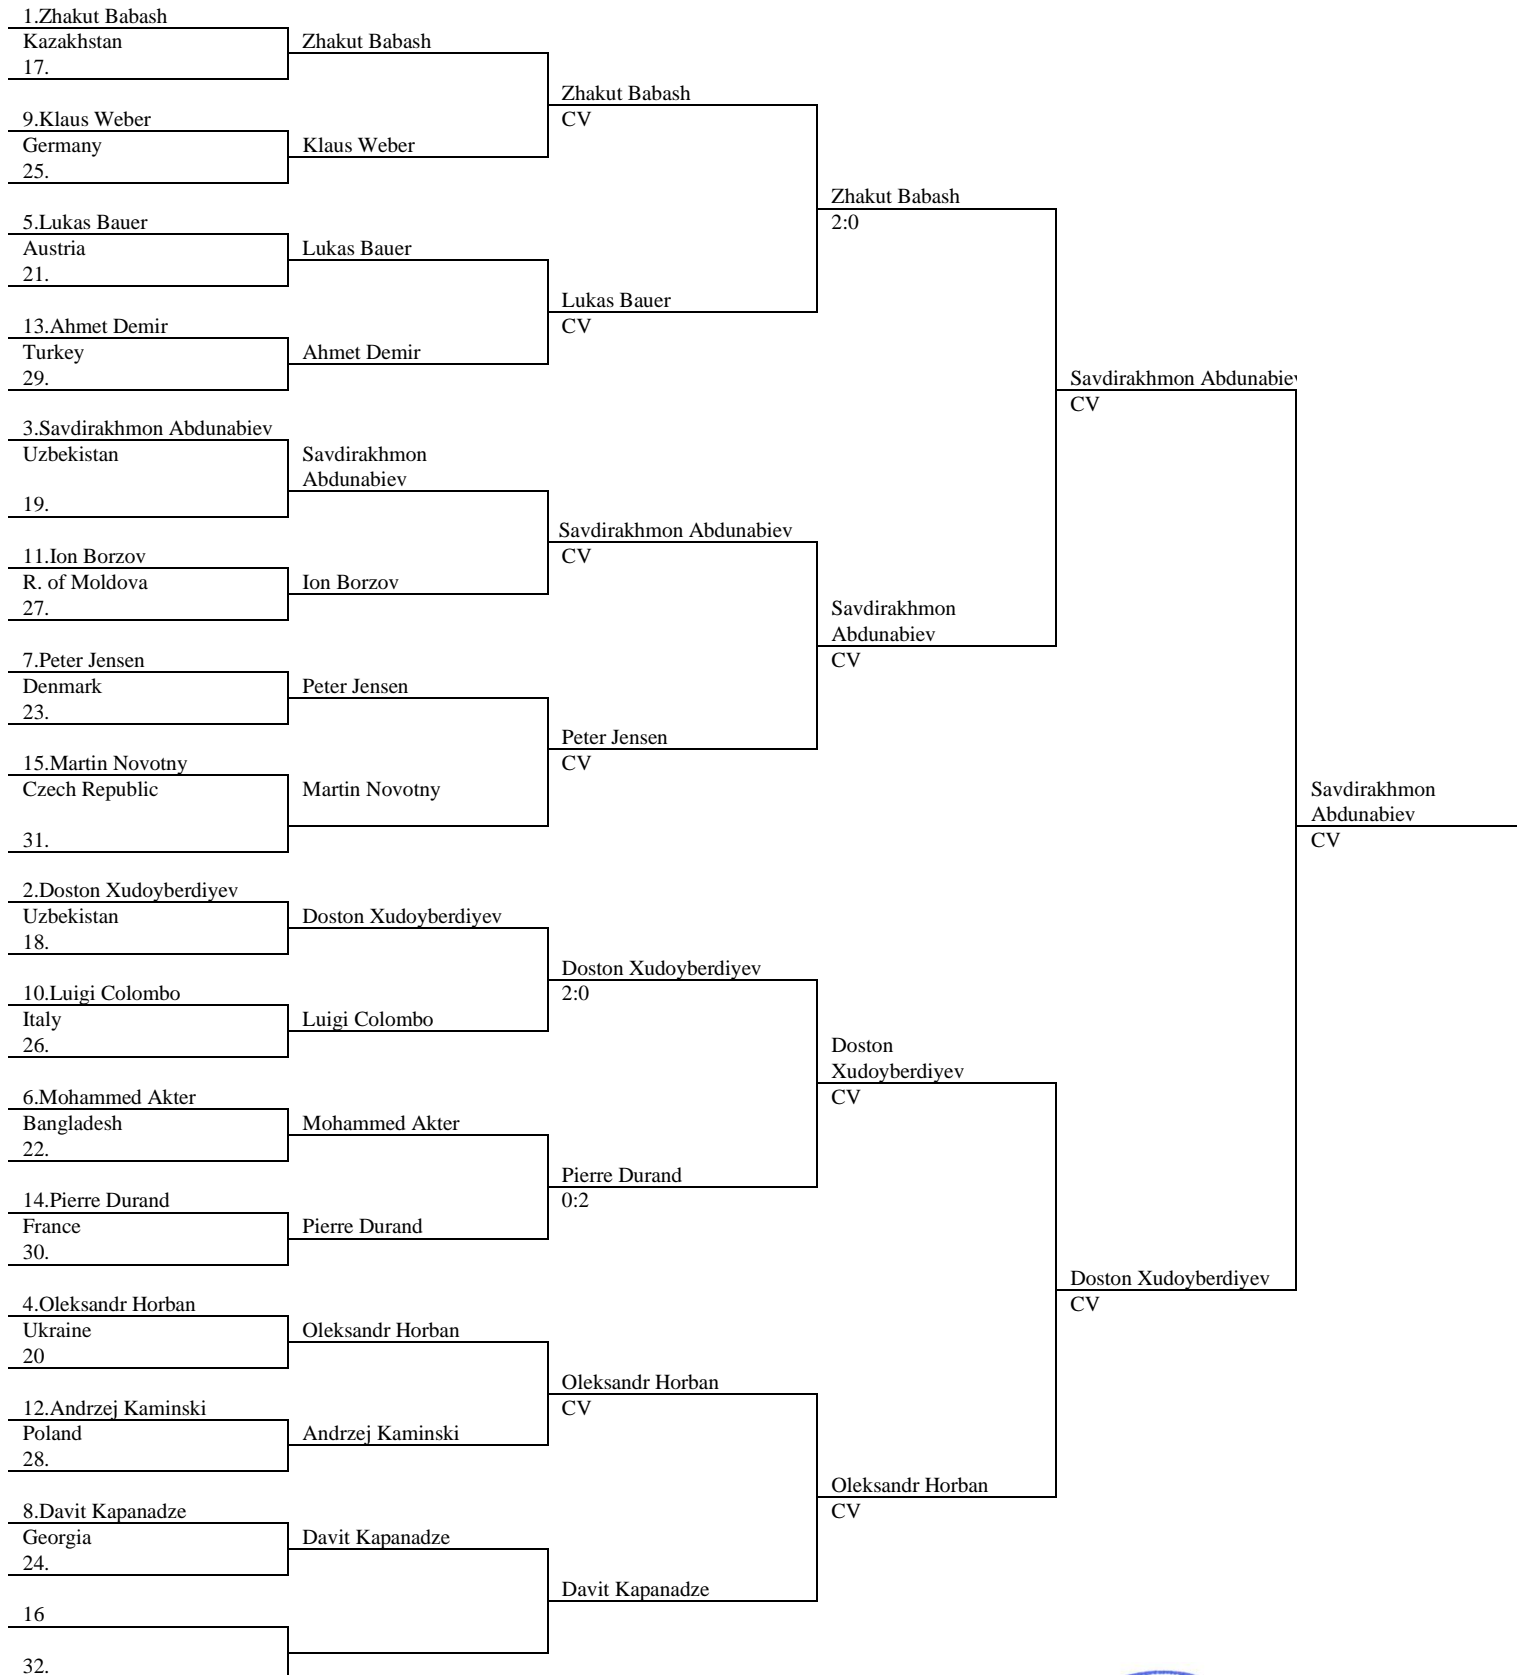 1.Zhakut Babash
Kazakhstan
17.
9.Klaus Weber
Germany
25.
5.Lukas Bauer
Austria
21.
13.Ahmet Demir
Turkey
29.
3.Savdirakhmon Abdunabiev
Uzbekistan
19.
11.Ion Borzov
R. of Moldova
27.
7.Peter Jensen
Denmark
23.
15.Martin Novotny
Czech Republic
31.
2.Doston Xudoyberdiyev
Uzbekistan
18.
10.Luigi Colombo
Italy
26.
6.Mohammed Akter
Bangladesh
22.
14.Pierre Durand
France
30.
4.Oleksandr Horban
Ukraine
20
12.Andrzej Kaminski
Poland
28.
8.Davit Kapanadze
Georgia
24.
16
32.
Zhakut Babash
Klaus Weber
Lukas Bauer
Ahmet Demir
Savdirakhmon
Abdunabiev
Ion Borzov
Peter Jensen
Martin Novotny
Doston Xudoyberdiyev
Luigi Colombo
Mohammed Akter
Pierre Durand
Oleksandr Horban
Andrzej Kaminski
Davit Kapanadze
Zhakut Babash
CV
Lukas Bauer
CV
Savdirakhmon Abdunabiev
CV
Peter Jensen
CV
Doston Xudoyberdiyev
2:0
Pierre Durand
0:2
Oleksandr Horban
CV
Davit Kapanadze
Zhakut Babash
2:0
Savdirakhmon
Abdunabiev
CV
Doston
Xudoyberdiyev
CV
Oleksandr Horban
CV
Savdirakhmon Abdunabiev
CV
Doston Xudoyberdiyev
CV
Savdirakhmon
Abdunabiev
CV